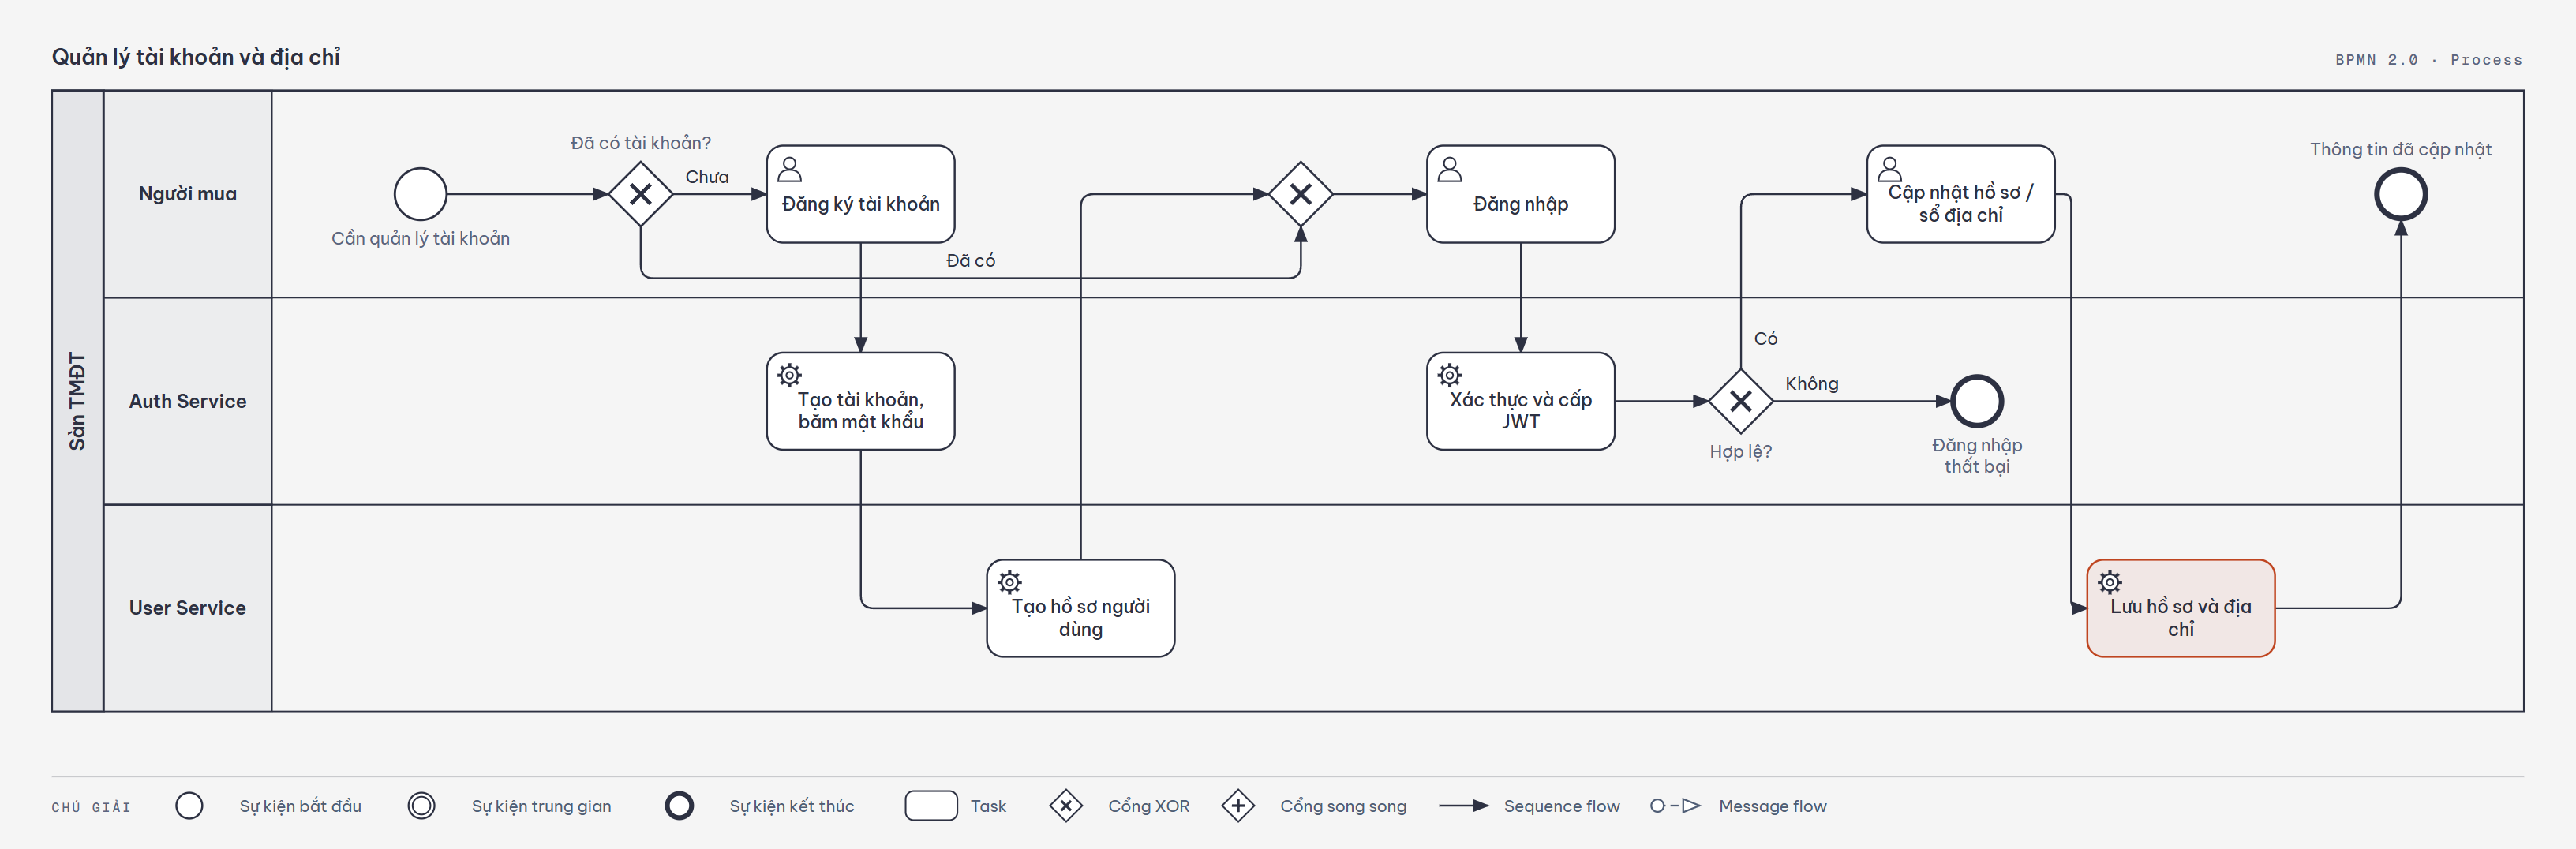 Quản lý tài khoản và địa chỉ
BPMN 2.0 · Process
Sàn TMĐT
Người mua
Cần quản lý tài khoản
Đã có tài khoản?
Chưa
Đăng ký tài khoản
Đã có
Đăng nhập
Cập nhật hồ sơ /
sổ địa chỉ
Thông tin đã cập nhật
Auth Service
Tạo tài khoản,
băm mật khẩu
Xác thực và cấp
JWT
Có
Không
Hợp lệ?
Đăng nhập
thất bại
User Service
Tạo hồ sơ người
dùng
Lưu hồ sơ và địa
chỉ
CHÚ GIẢI
Sự kiện bắt đầu
Sự kiện trung gian
Sự kiện kết thúc
Task
Cổng XOR
Cổng song song
Sequence flow
Message flow